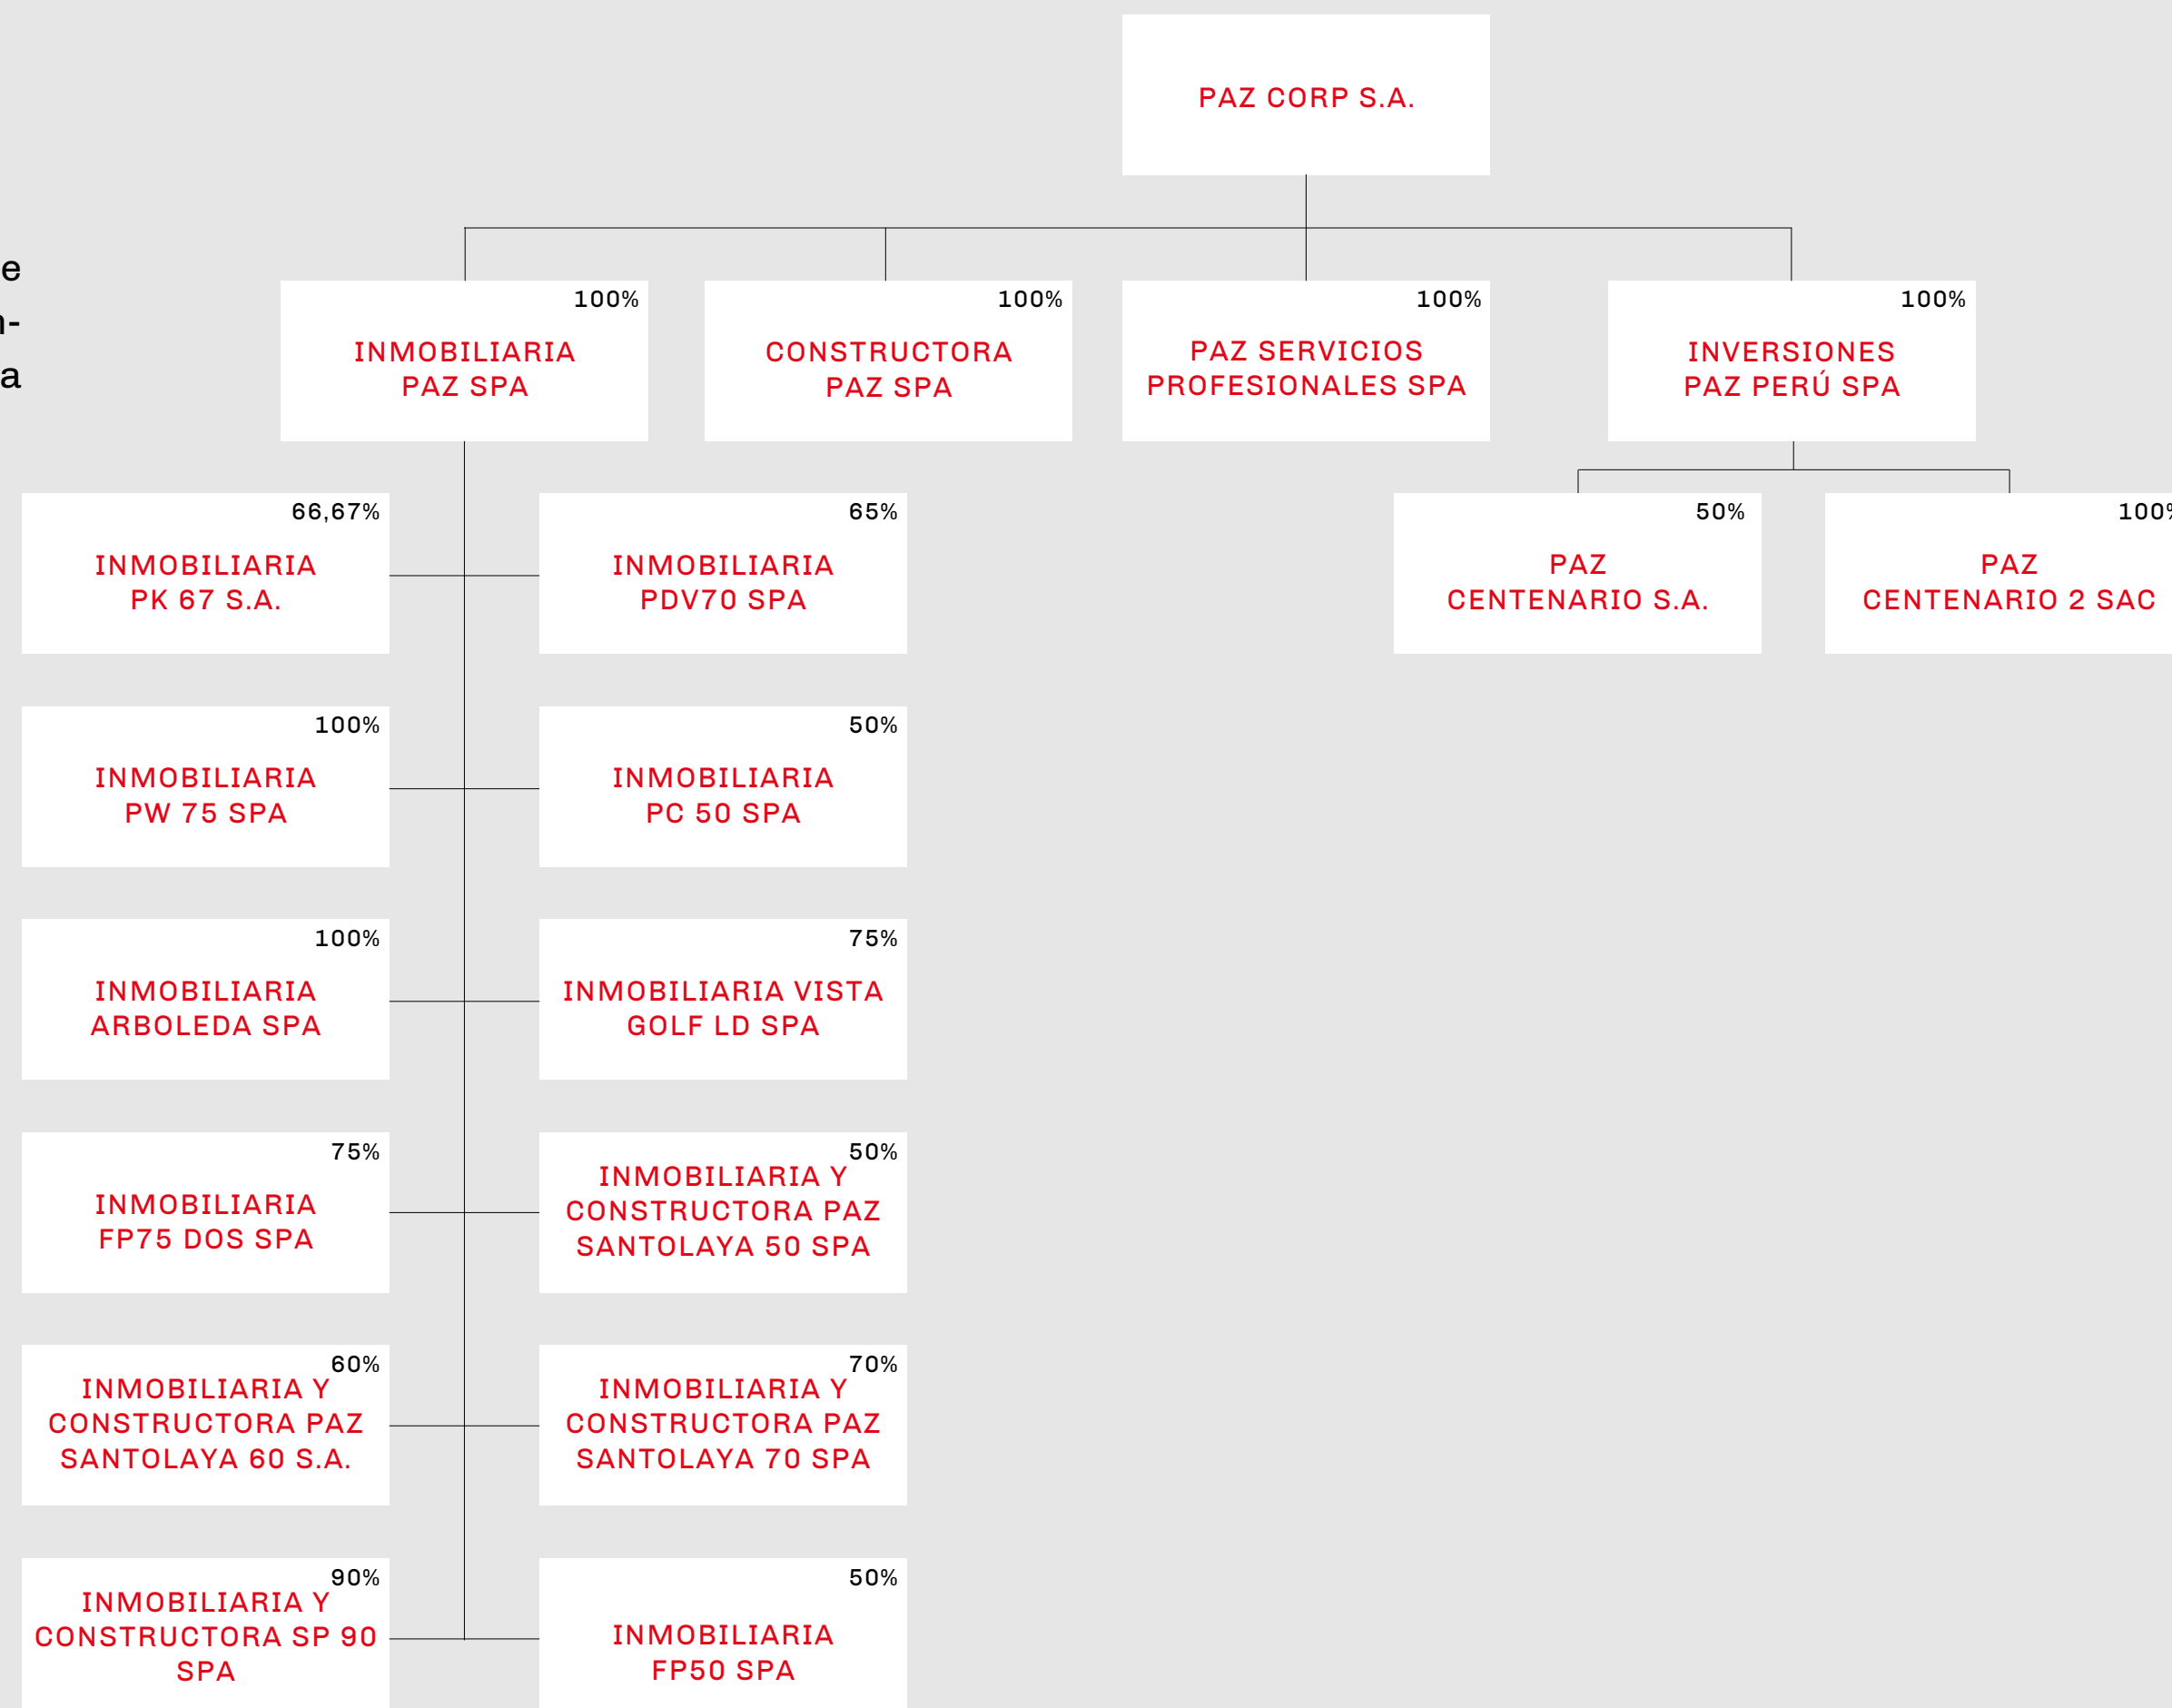 PAZ CORP S.A.
e
n-
a
100%
INMOBILIARIA
PAZ SPA
100%
CONSTRUCTORA
PAZ SPA
100%
PAZ SERVICIOS
PROFESIONALES SPA
100%
INVERSIONES
PAZ PERÚ SPA
66,67%
INMOBILIARIA
PK 67 S.A.
65%
INMOBILIARIA
PDV70 SPA
50%
PAZ
CENTENARIO S.A.
100%
PAZ
CENTENARIO 2 SAC
100%
INMOBILIARIA
PW 75 SPA
50%
INMOBILIARIA
PC 50 SPA
100%
INMOBILIARIA
ARBOLEDA SPA
75%
INMOBILIARIA VISTA
GOLF LD SPA
75%
INMOBILIARIA
FP75 DOS SPA
50%
INMOBILIARIA Y
CONSTRUCTORA PAZ
SANTOLAYA 50 SPA
60%
INMOBILIARIA Y
CONSTRUCTORA PAZ
SANTOLAYA 60 S.A.
70%
INMOBILIARIA Y
CONSTRUCTORA PAZ
SANTOLAYA 70 SPA
90%
INMOBILIARIA Y
CONSTRUCTORA SP 90
SPA
50%
INMOBILIARIA
FP50 SPA